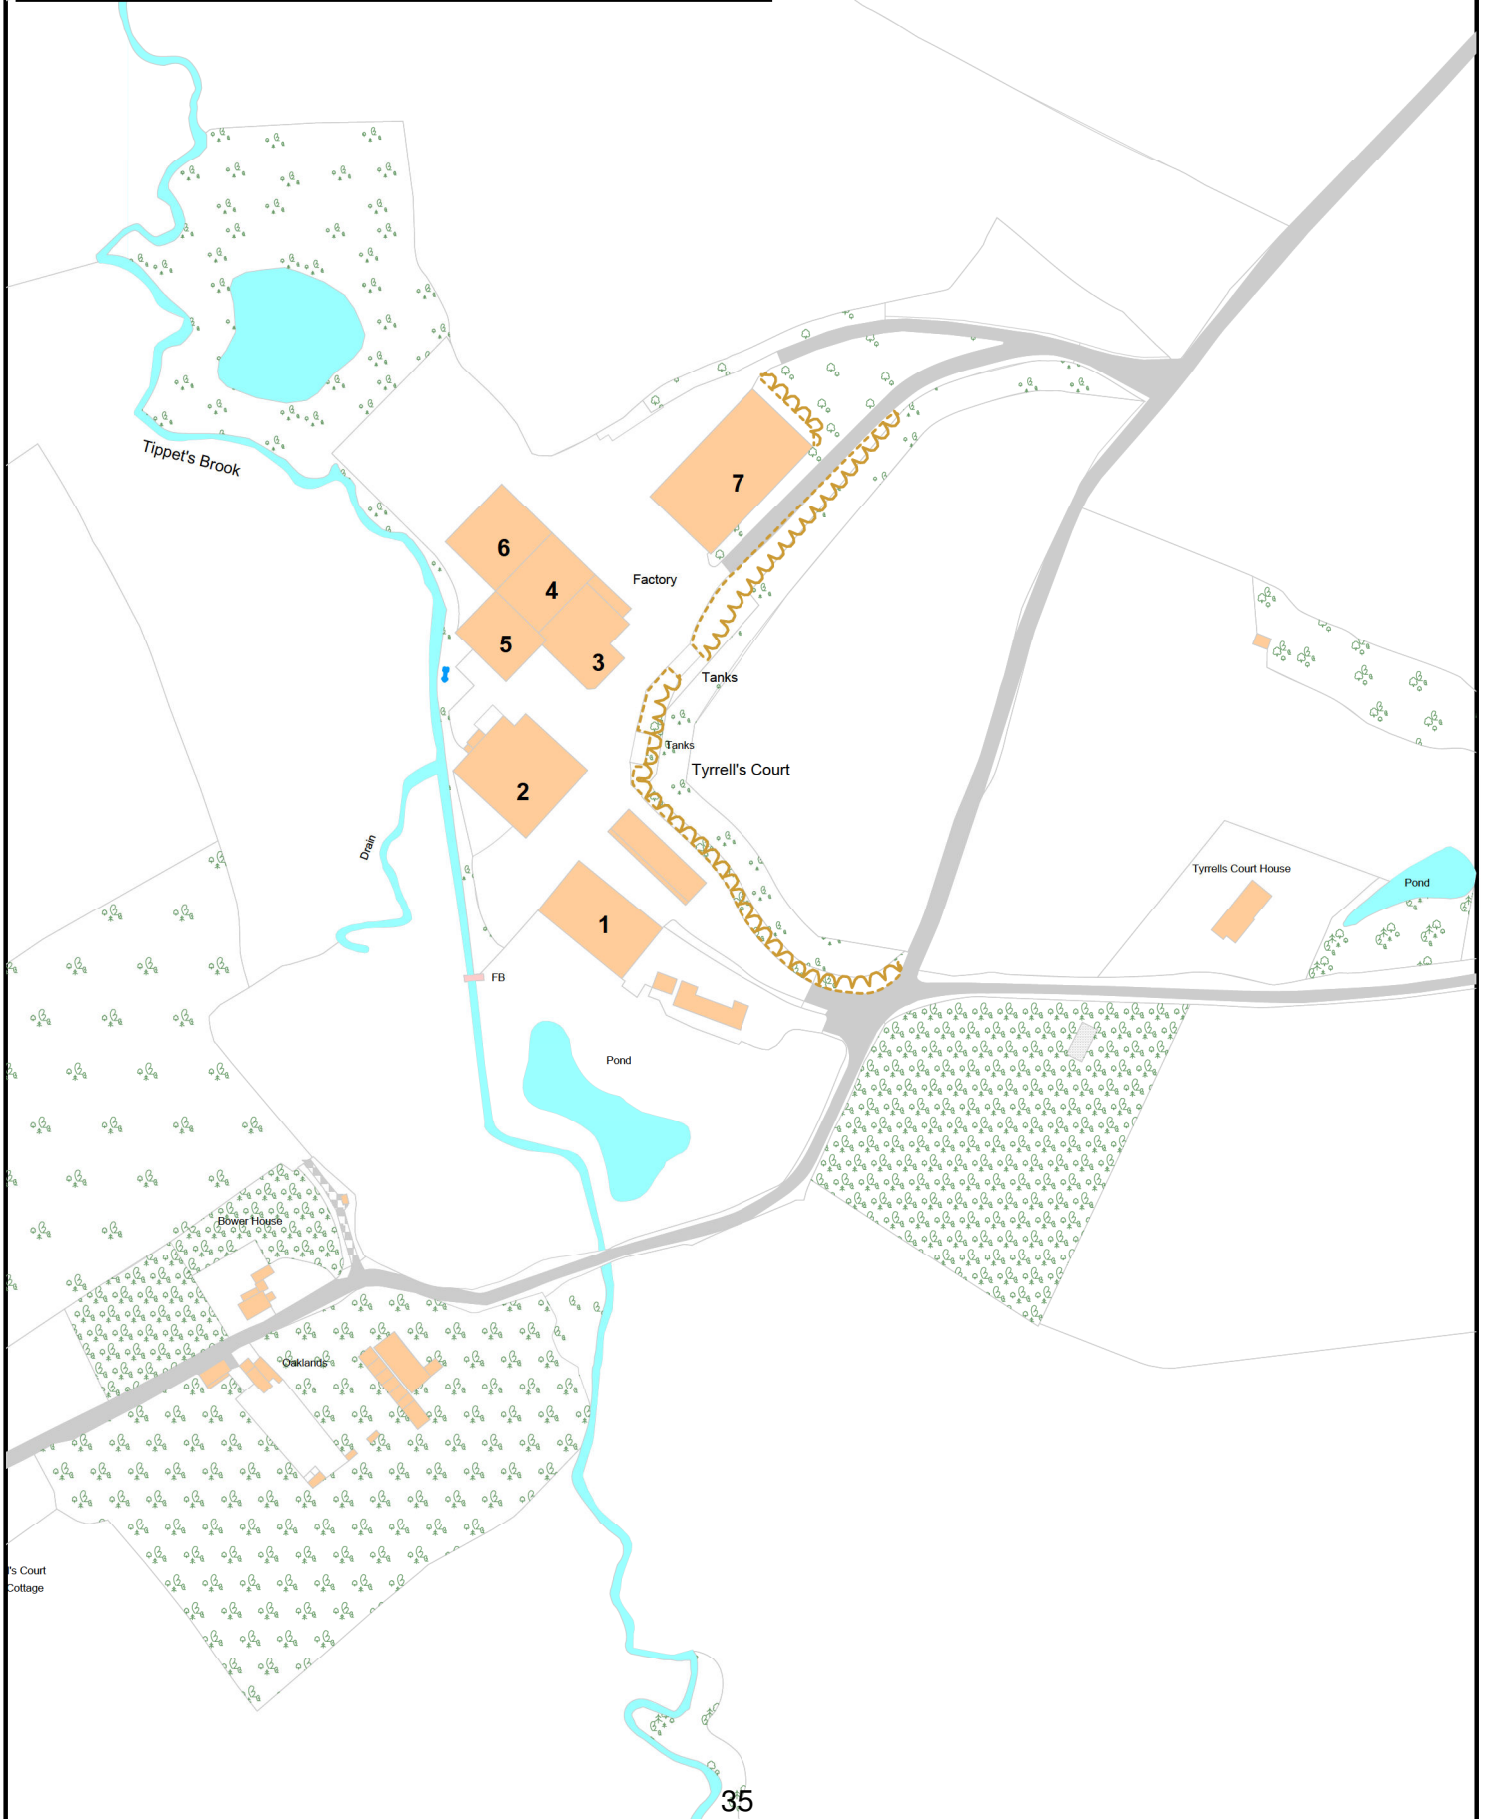 Tippet's Brook
7
6
4
Factory
5
3
Tanks
Tanks
Tyrrell's Court
2
Drain
Tyrrells Court House
Pond
1
FB
Pond
Bower House
Oaklands
l's Court
Cottage
35